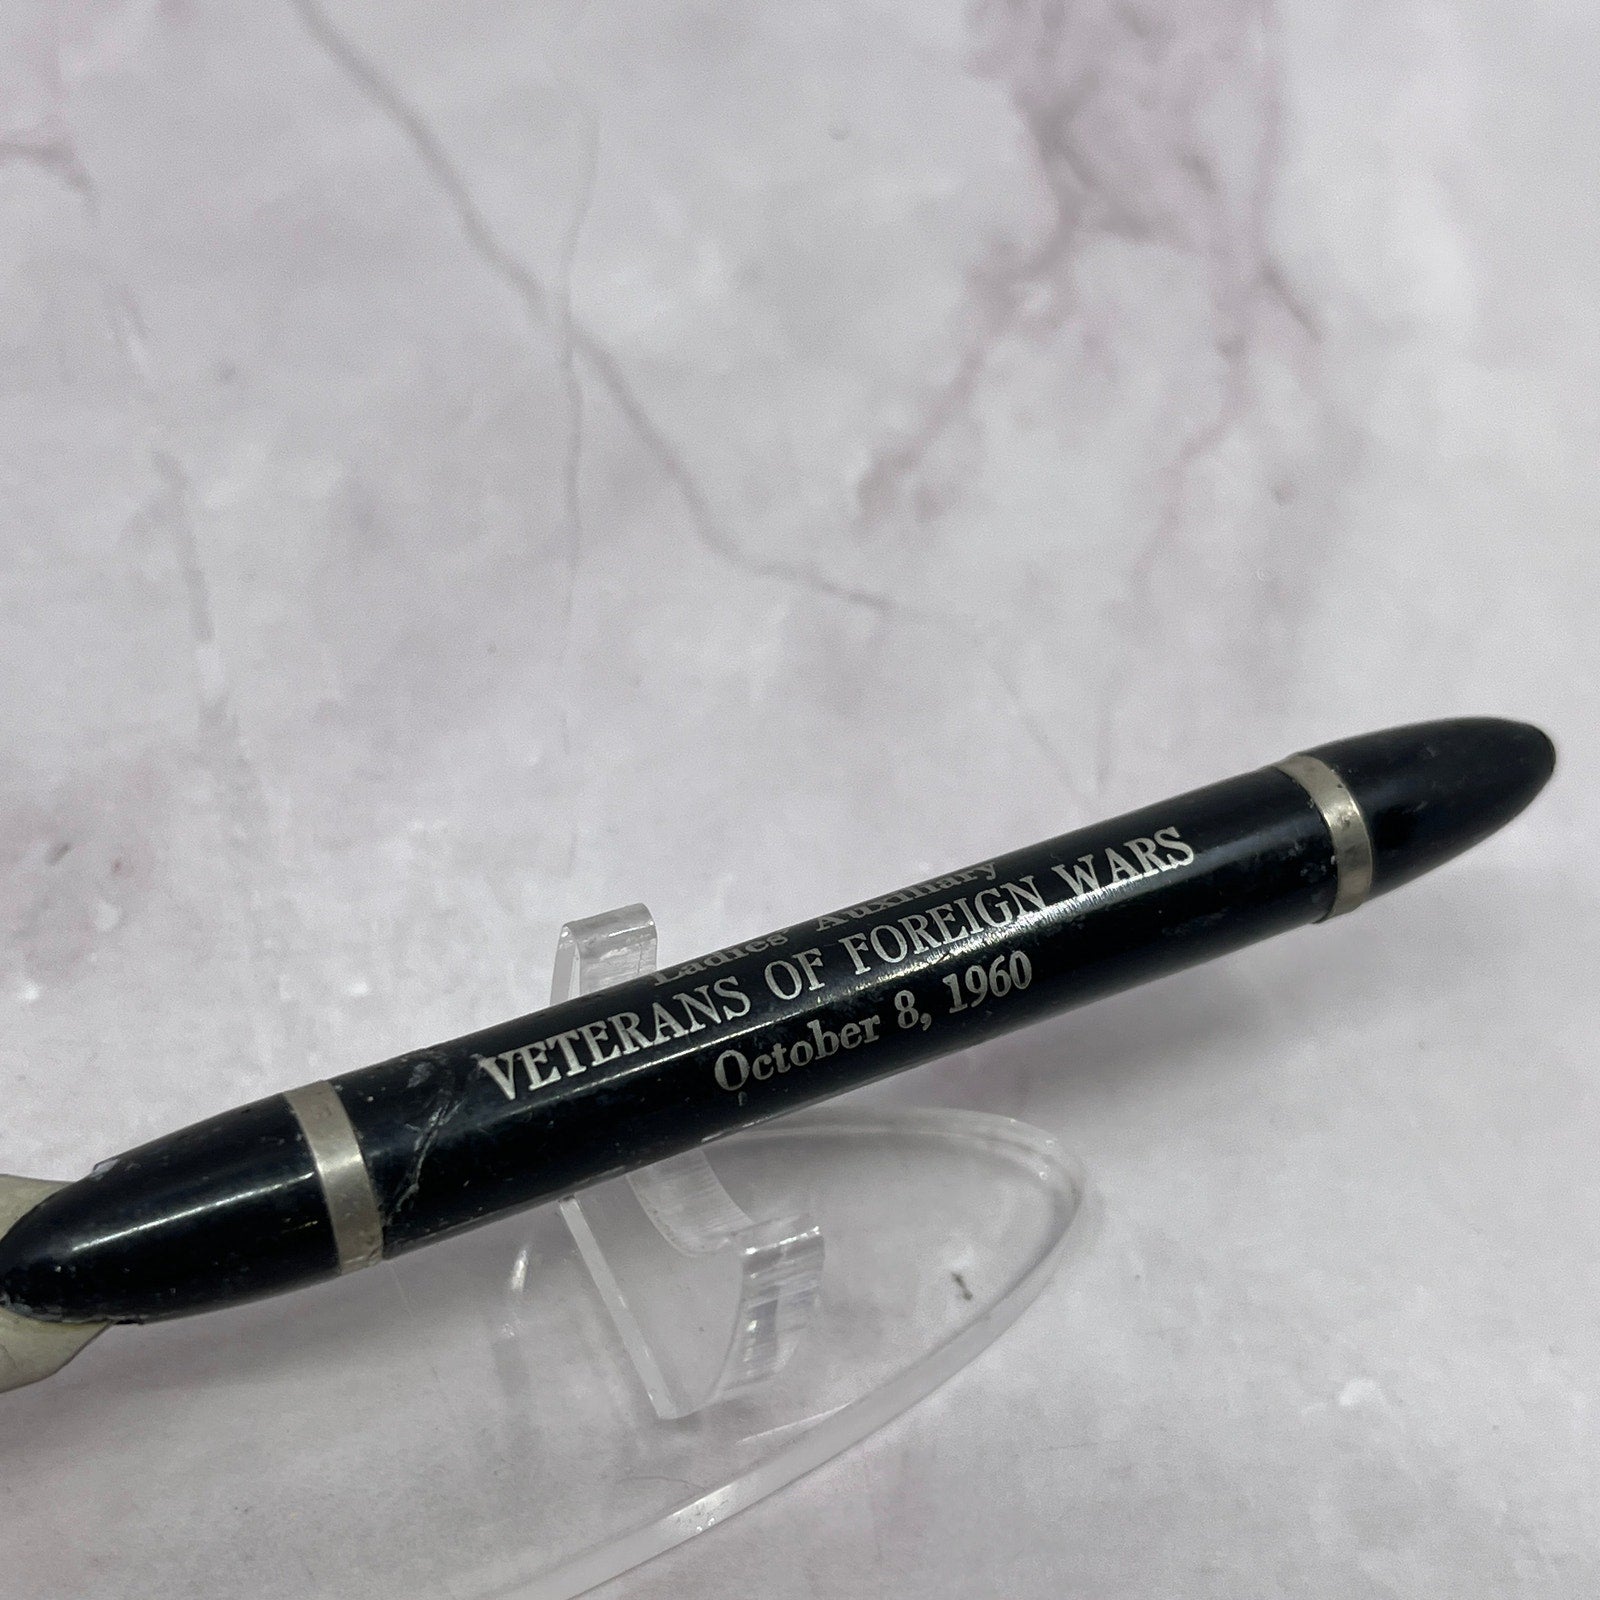 Ladies Auxiliary
VETERANS OF FOREIGN WARS
October 8, 1960